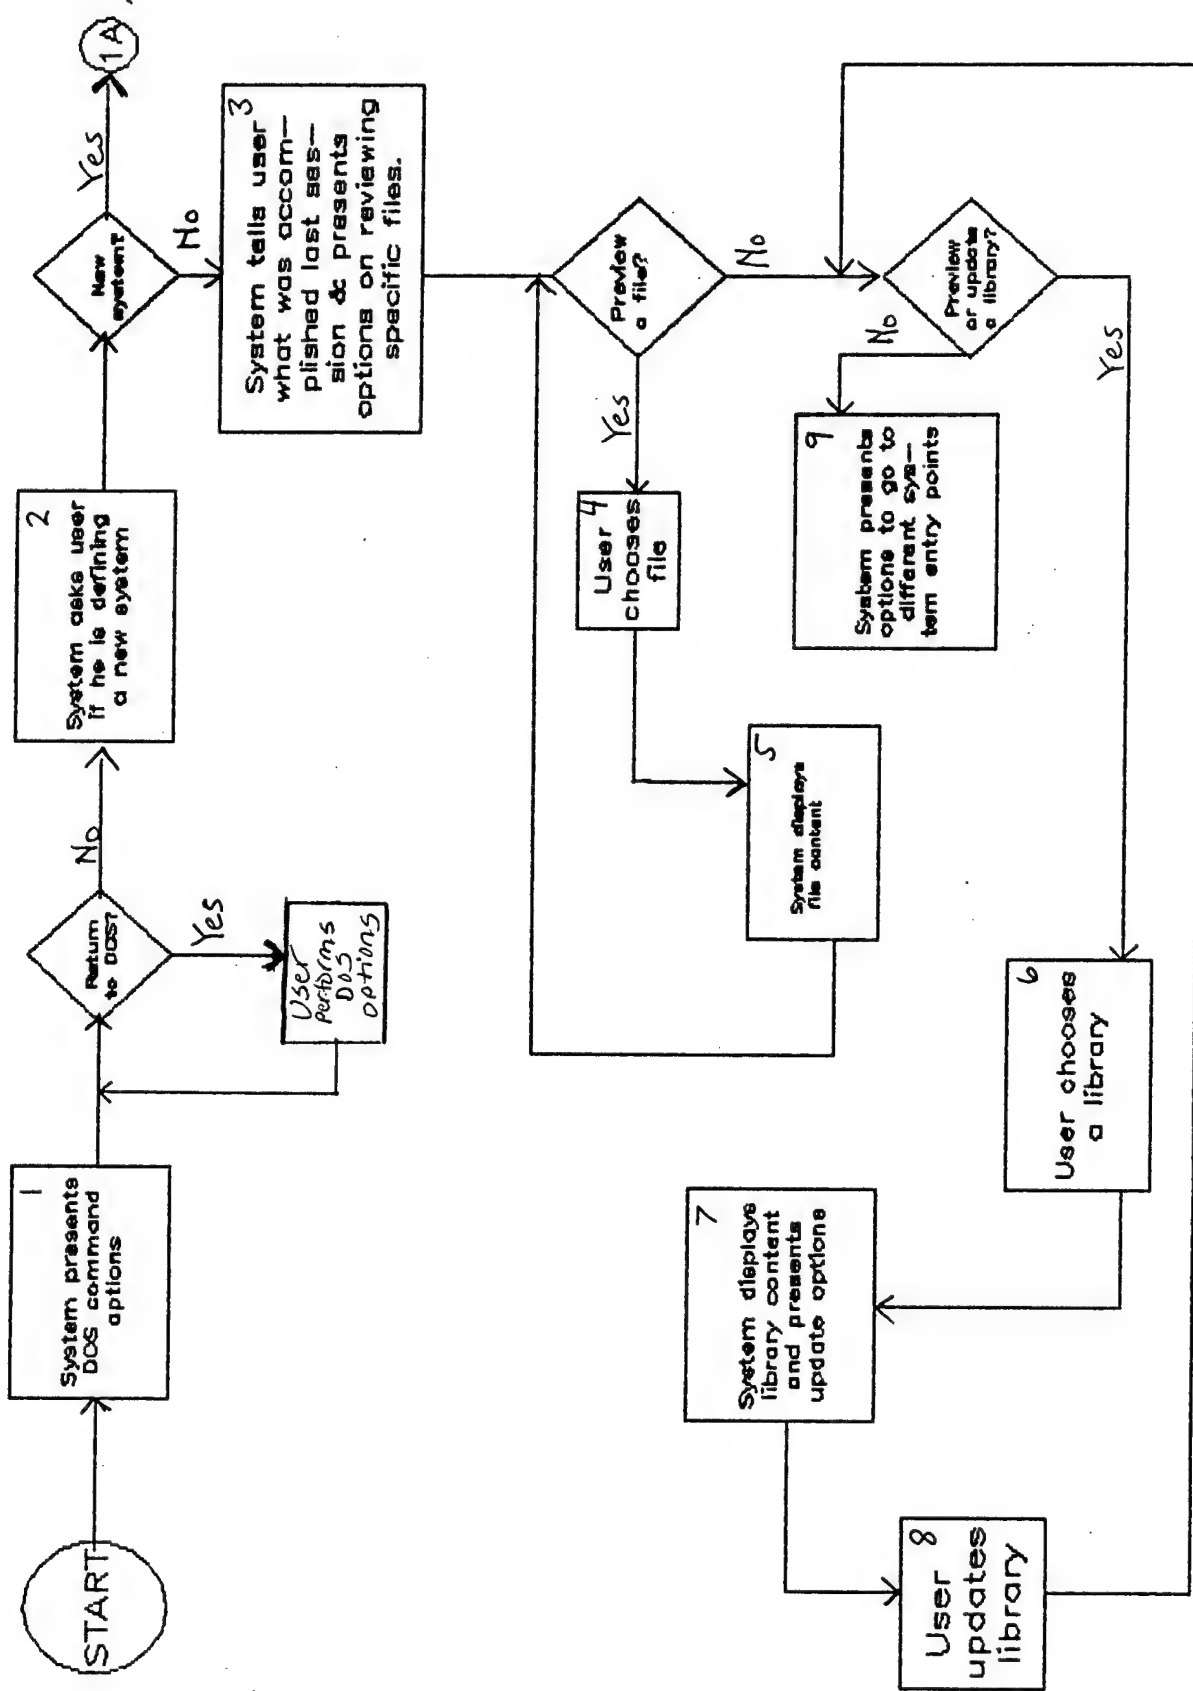 START
1
System presents
DOS command
options
Return
to DOS?
No
Yes
User
performs
DOS
options
2
System asks user
if he is defining
a new system
New
system?
Yes
1A
No
3
System tells user
what was accom—
plished last ses—
sion & presents
options on reviewing
specific files.
Preview
a file?
Yes
No
User 4
chooses
file
5
System displays
file content
Preview
or update
a library?
No
Yes
9
System presents
options to go to
different sys—
tem entry points
6
User chooses
a library
7
System displays
library content
and presents
update options
8
User
updates
library